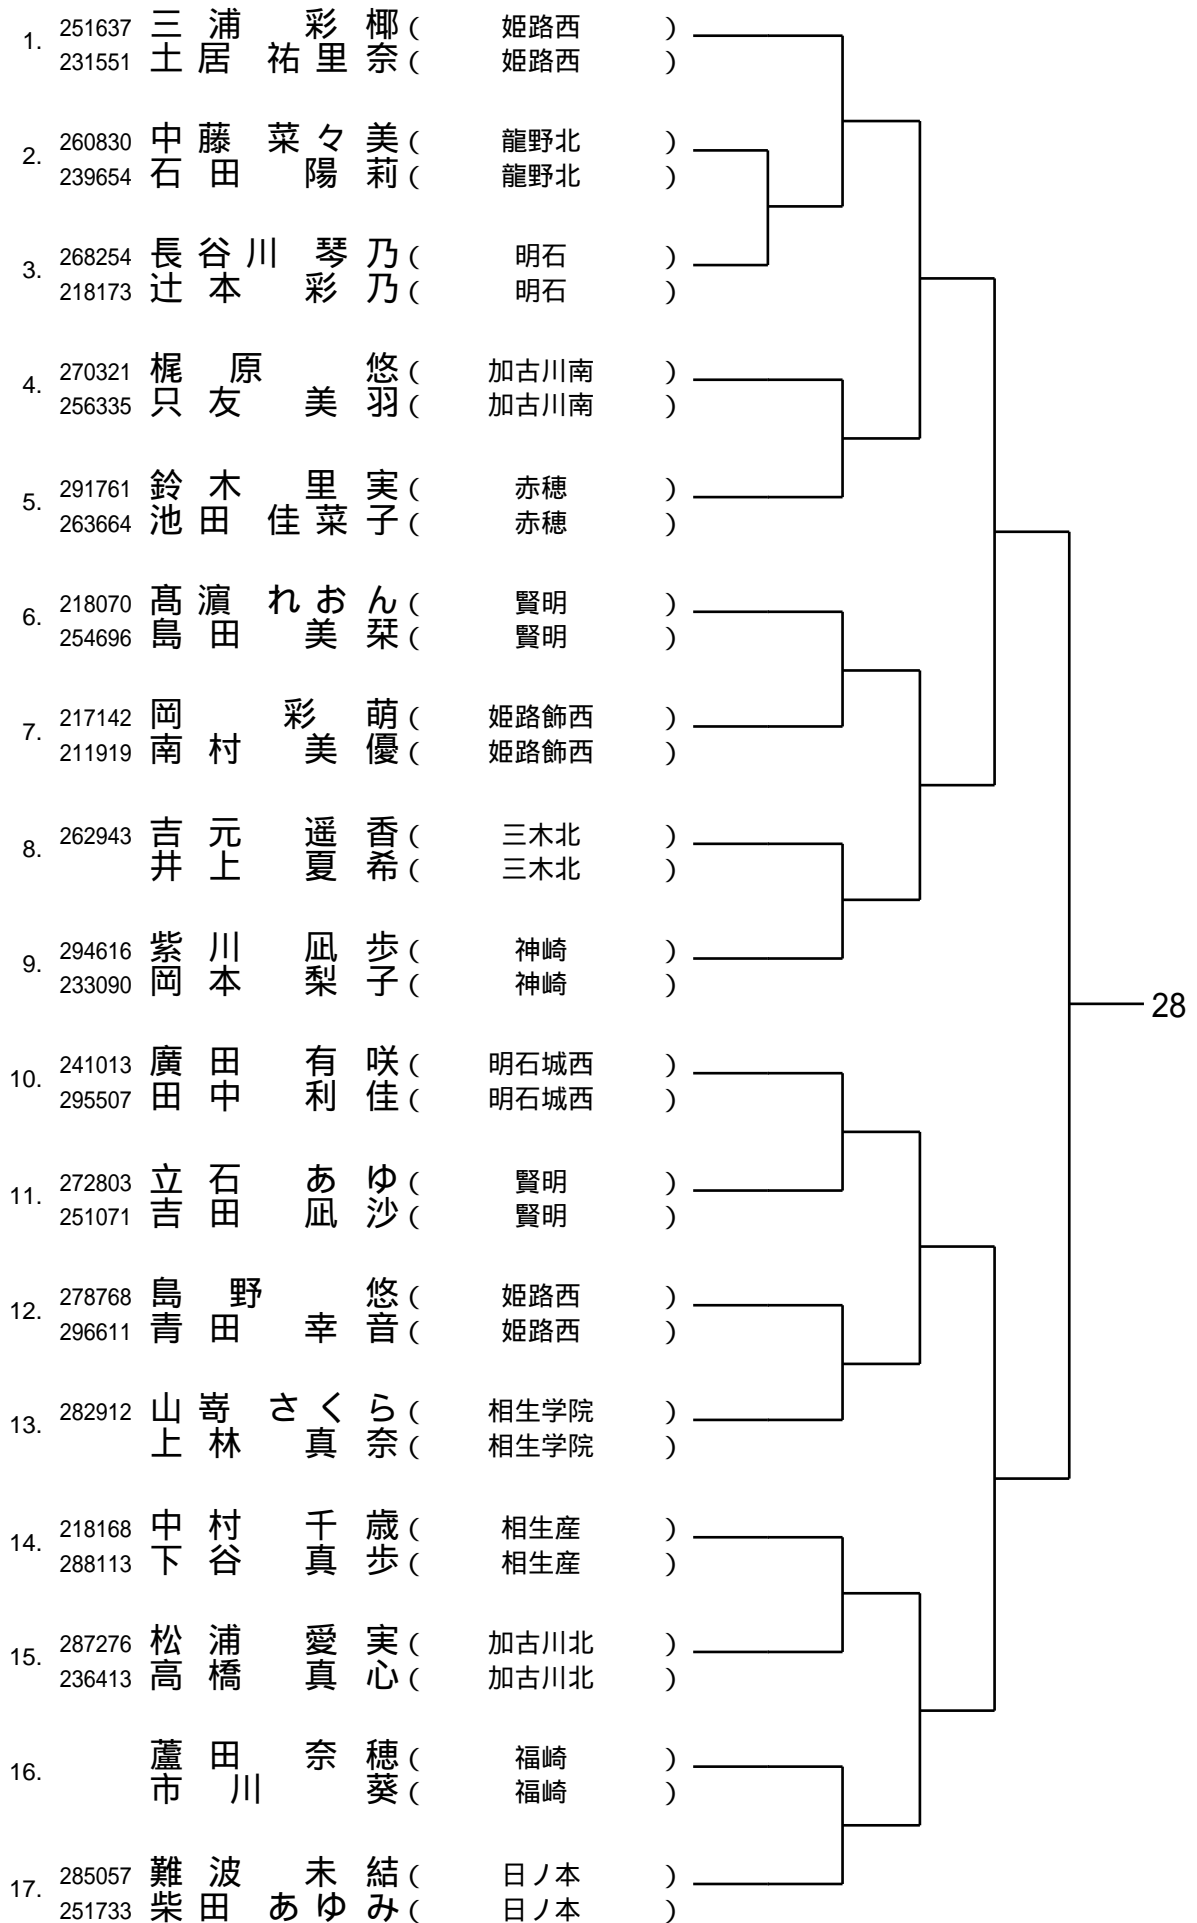 251637 三浦 彩椰 ( 姫路西 )
1.
231551 土居 祐里奈 ( 姫路西 )
260830 中藤 菜々美 ( 龍野北 )
2.
239654 石田 陽莉 ( 龍野北 )
268254 長谷川 琴乃 ( 明石 )
3.
218173 辻本 彩乃 ( 明石 )
270321 梶原 悠 ( 加古川南 )
4.
256335 只友 美羽 ( 加古川南 )
291761 鈴木 里実 ( 赤穂 )
5.
263664 池田 佳菜子 ( 赤穂 )
218070 髙濵 れおん ( 賢明 )
6.
254696 島田 美栞 ( 賢明 )
217142 岡 彩萌 ( 姫路飾西 )
7.
211919 南村 美優 ( 姫路飾西 )
262943 吉元 遥香 ( 三木北 )
8.
井上 夏希 ( 三木北 )
294616 紫川 凪歩 ( 神崎 )
9.
233090 岡本 梨子 ( 神崎 )
28
241013 廣田 有咲 ( 明石城西 )
10.
295507 田中 利佳 ( 明石城西 )
272803 立石 あゆ ( 賢明 )
11.
251071 吉田 凪沙 ( 賢明 )
278768 島野 悠 ( 姫路西 )
12.
296611 青田 幸音 ( 姫路西 )
282912 山嵜 さくら ( 相生学院 )
13.
上林 真奈 ( 相生学院 )
218168 中村 千歳 ( 相生産 )
14.
288113 下谷 真歩 ( 相生産 )
287276 松浦 愛実 ( 加古川北 )
15.
236413 高橋 真心 ( 加古川北 )
蘆田 奈穂 ( 福崎 )
16.
市川 葵 ( 福崎 )
285057 難波 未結 ( 日ノ本 )
17.
251733 柴田 あゆみ ( 日ノ本 )